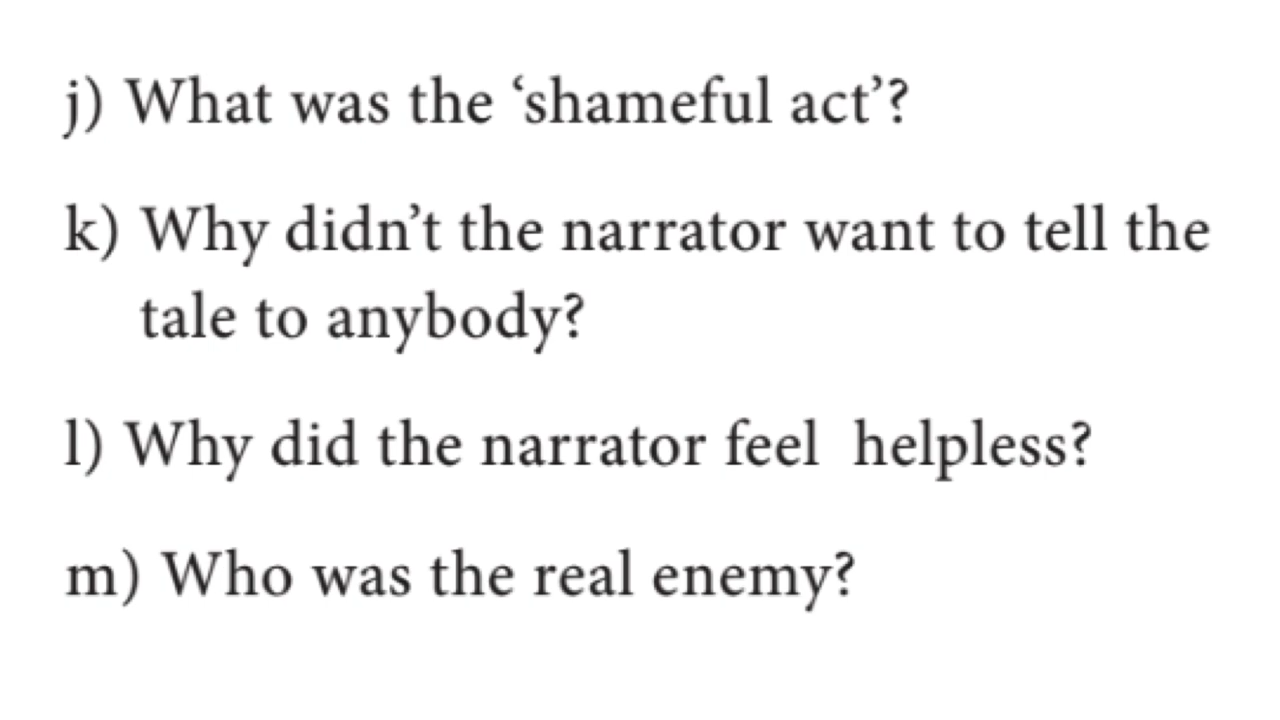 j) What was the ‘shameful act’?
k) Why didn’t the narrator want to tell the
tale to anybody?
l) Why did the narrator feel  helpless?
m) Who was the real enemy?